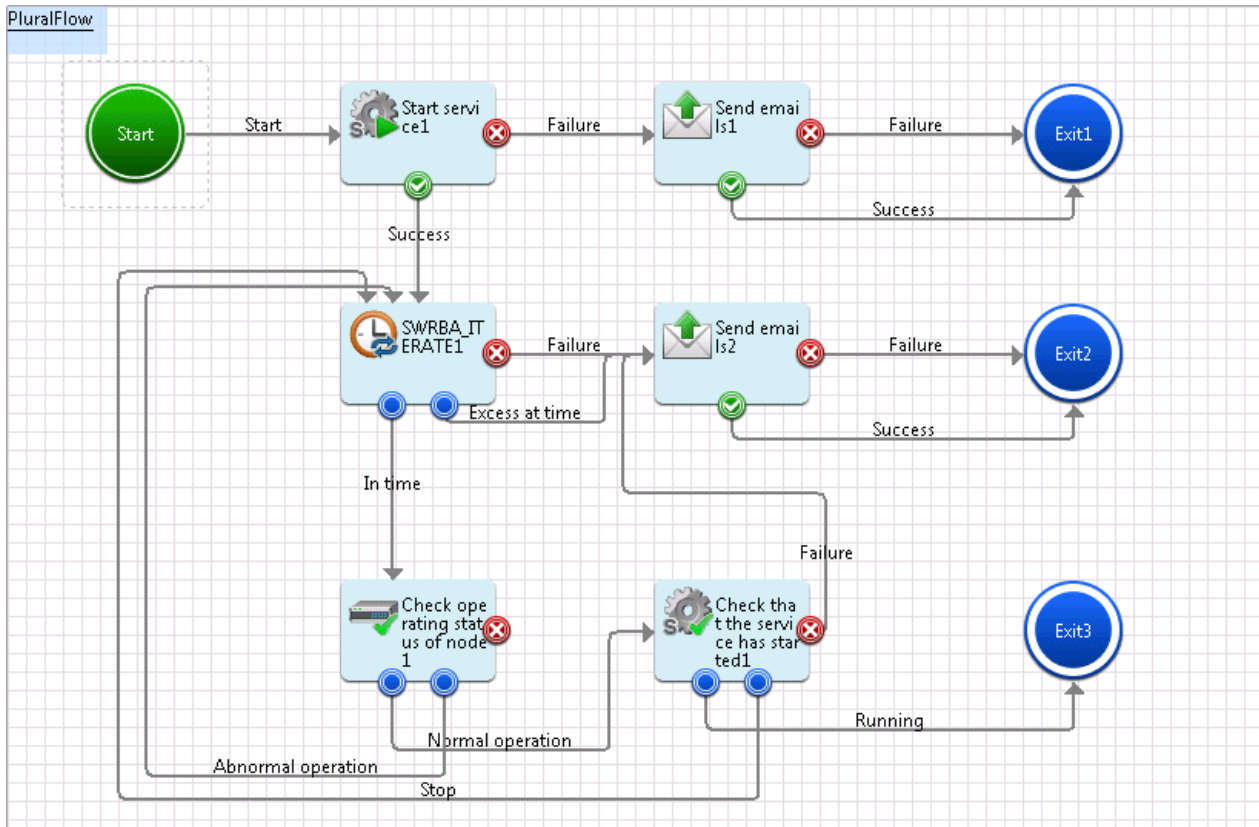 PluralFlow
Start
Start
Start servi
ce1
Failure
Send emai
ls1
Failure
Exit1
Success
Success
SWRBA_IT
ERATE1
Failure
Send emai
ls2
Failure
Exit2
Excess at time
Success
In time
Failure
Check ope
rating stat
us of node
1
Check tha
t the servi
ce has star
ted1
Exit3
Running
Normal operation
Abnormal operation
Stop